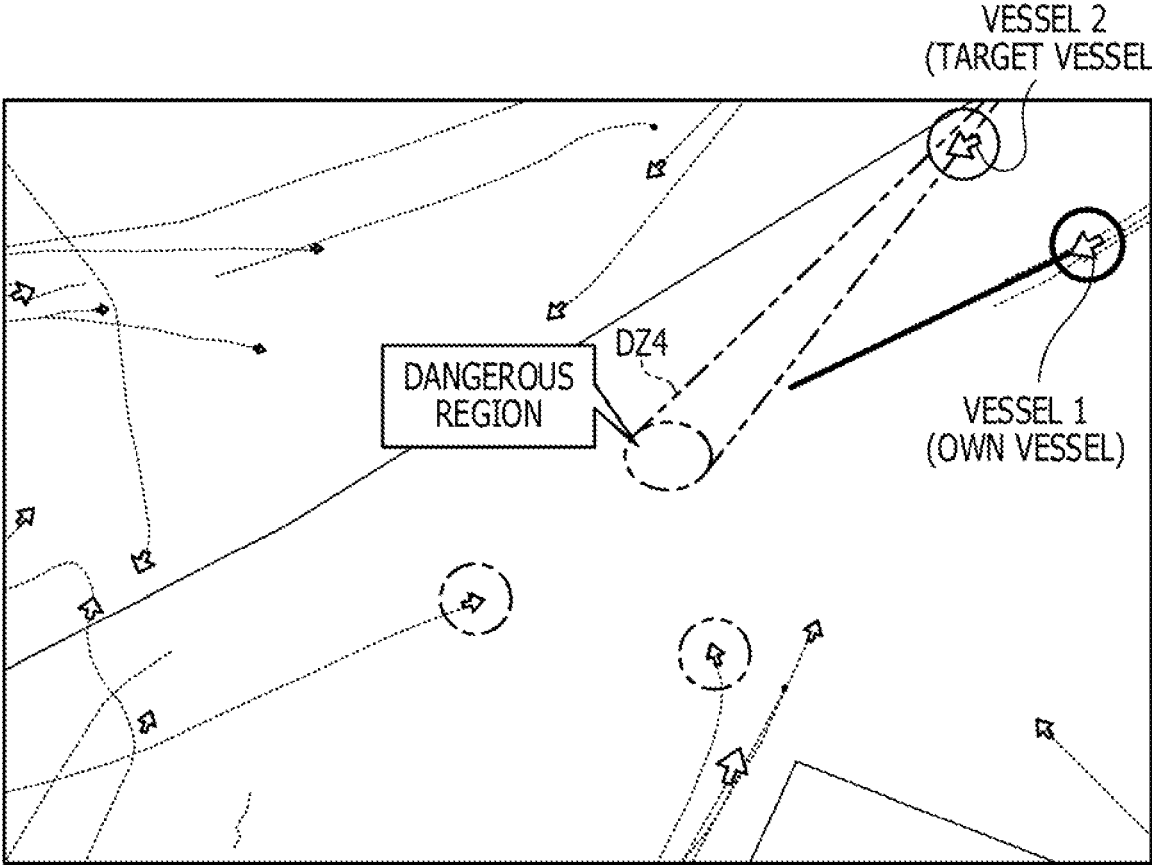 VESSEL 2
(TARGET VESSEL
DZ4
DANGEROUS
REGION
VESSEL 1
(OWN VESSEL)